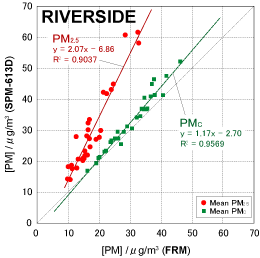 RIVERSIDE
PM2.5
y = 2.07x − 6.86
R² = 0.9037
PMC
y = 1.17x − 2.70
R² = 0.9569
Mean PM2.5
Mean PMC
[PM] / μg/m³ (SPM-613D)
70
60
50
40
30
20
10
0
0 10 20 30 40 50 60 70
[PM] / μg/m³ (FRM)